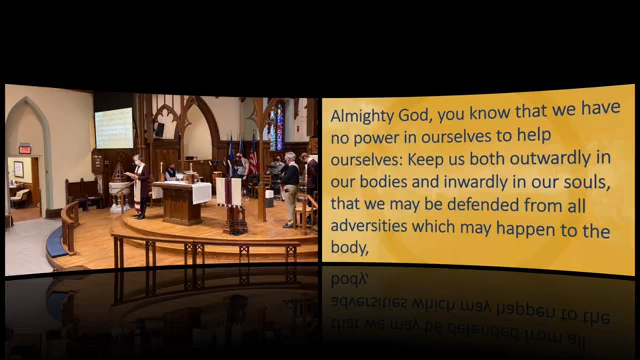 Almighty God, you know that we have
no power in ourselves to help
ourselves: Keep us both outwardly in
our bodies and inwardly in our souls,
that we may be defended from all
adversities which may happen to the
body,